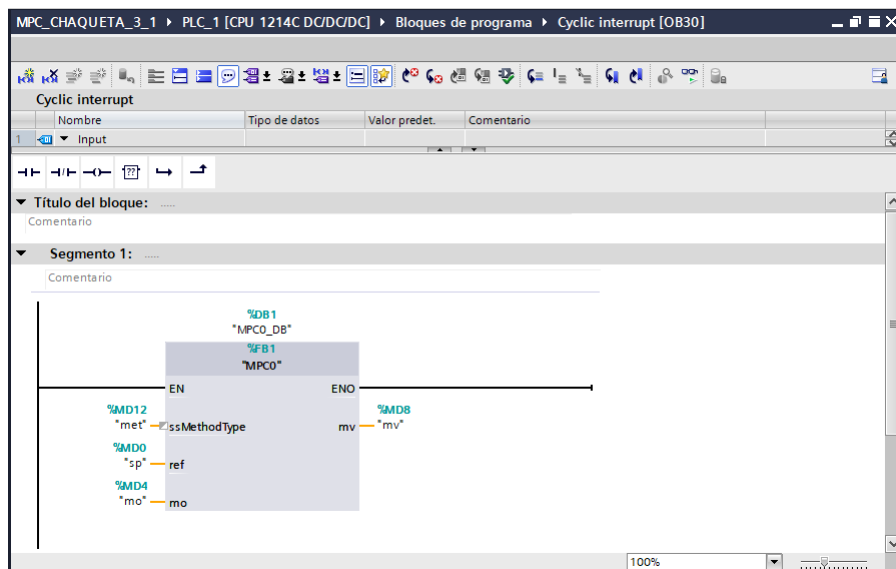 MPC_CHAQUETA_3_1 ▸ PLC_1 [CPU 1214C DC/DC/DC] ▸ Bloques de programa ▸ Cyclic interrupt [OB30]
Cyclic interrupt
Nombre Tipo de datos Valor predet. Comentario
1 Input
??
Título del bloque: .....
Comentario
Segmento 1: .....
Comentario
%DB1
"MPC0_DB"
%FB1
"MPC0"
EN ENO
%MD12 %MD8
"met" ssMethodType mv "mv"
%MD0
"sp" ref
%MD4
"mo" mo
100%